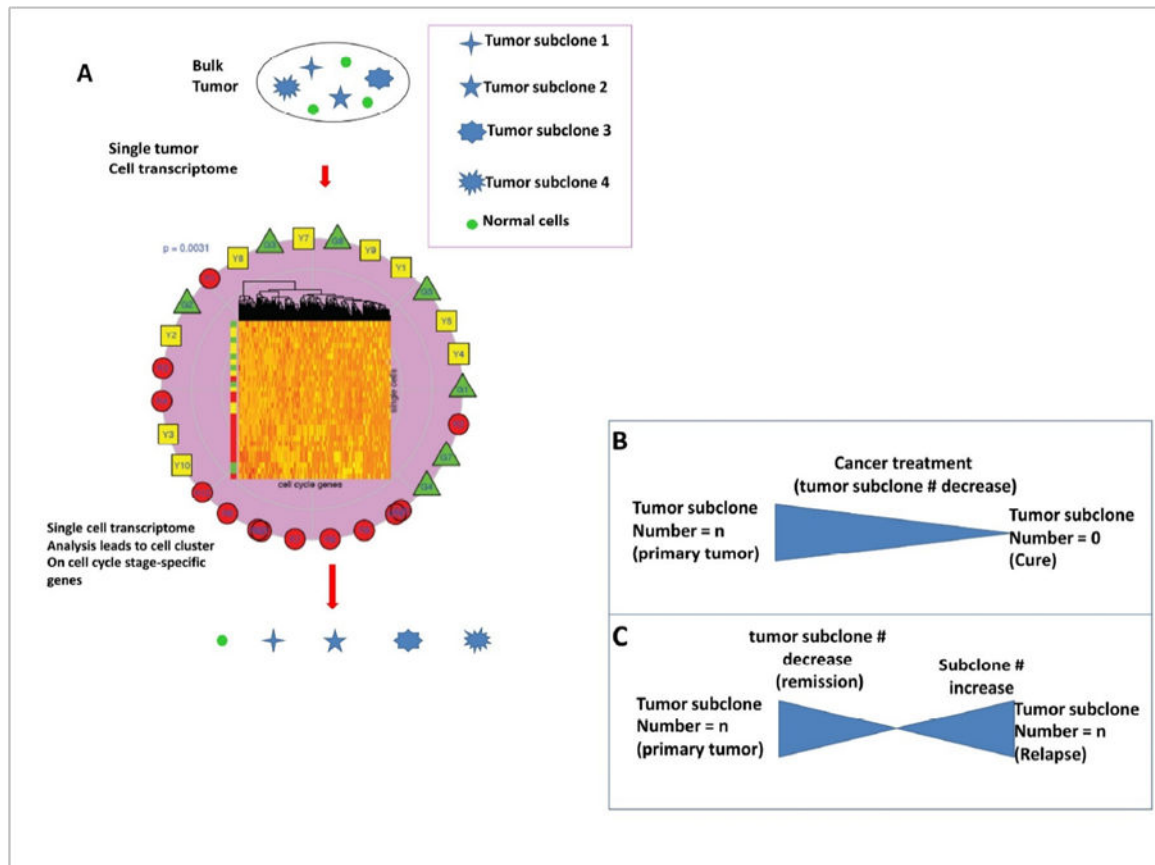 A
Bulk
Tumor
Tumor subclone 1
Tumor subclone 2
Tumor subclone 3
Tumor subclone 4
Normal cells
Single tumor
Cell transcriptome
p = 0.0031
Y7
Y9
Y1
Y5
Y4
Y2
Y3
Y10
single cells
cell cycle genes
Single cell transcriptome
Analysis leads to cell cluster
On cell cycle stage-specific
genes
B
Cancer treatment
(tumor subclone # decrease)
Tumor subclone
Number = n
(primary tumor)
Tumor subclone
Number = 0
(Cure)
C
tumor subclone #
decrease
(remission)
Subclone #
increase
Tumor subclone
Number = n
(primary tumor)
Tumor subclone
Number = n
(Relapse)